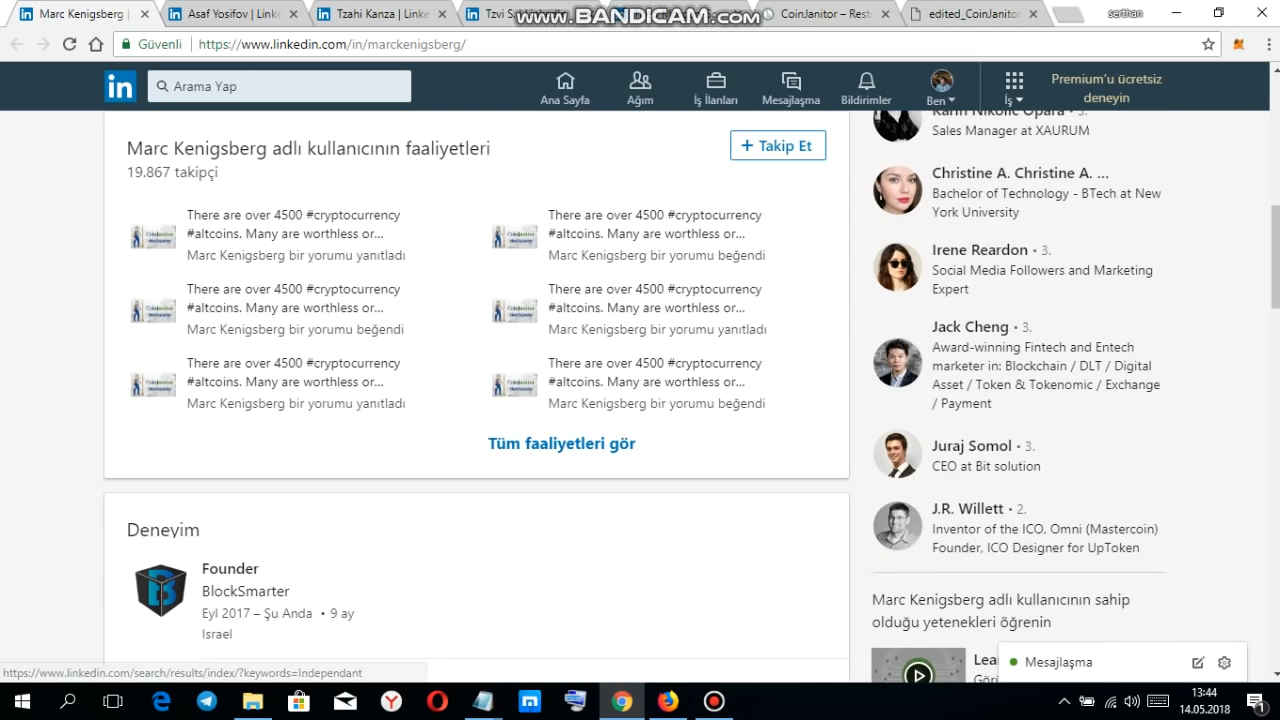 Marc Kenigsberg |
Asaf Yosifov | Linke
Tzahi Kanza | Linke
www.BANDICAM.com
CoinJanitor – Rest
edited_CoinJanitor
serthan
Güvenli
https://www.linkedin.com/in/marckenigsberg/
in
Arama Yap
Ana Sayfa
Ağım
İş İlanları
Mesajlaşma
Bildirimler
Ben
İş
Premium'u ücretsiz
deneyin
Marc Kenigsberg adlı kullanıcının faaliyetleri
19.867 takipçi
+ Takip Et
There are over 4500 #cryptocurrency
#altcoins. Many are worthless or...
Marc Kenigsberg bir yorumu yanıtladı
There are over 4500 #cryptocurrency
#altcoins. Many are worthless or...
Marc Kenigsberg bir yorumu beğendi
There are over 4500 #cryptocurrency
#altcoins. Many are worthless or...
Marc Kenigsberg bir yorumu beğendi
There are over 4500 #cryptocurrency
#altcoins. Many are worthless or...
Marc Kenigsberg bir yorumu yanıtladı
There are over 4500 #cryptocurrency
#altcoins. Many are worthless or...
Marc Kenigsberg bir yorumu yanıtladı
There are over 4500 #cryptocurrency
#altcoins. Many are worthless or...
Marc Kenigsberg bir yorumu beğendi
Tüm faaliyetleri gör
Deneyim
Founder
BlockSmarter
Eyl 2017 – Şu Anda • 9 ay
Israel
Karin Nikolic Opara • 3.
Sales Manager at XAURUM
Christine A. Christine A. ...
Bachelor of Technology - BTech at New
York University
Irene Reardon • 3.
Social Media Followers and Marketing
Expert
Jack Cheng • 3.
Award-winning Fintech and Entech
marketer in: Blockchain / DLT / Digital
Asset / Token & Tokenomic / Exchange
/ Payment
Juraj Somol • 3.
CEO at Bit solution
J.R. Willett • 2.
Inventor of the ICO, Omni (Mastercoin)
Founder, ICO Designer for UpToken
Marc Kenigsberg adlı kullanıcının sahip
olduğu yetenekleri öğrenin
Mesajlaşma
https://www.linkedin.com/search/results/index/?keywords=Independant
13:44
14.05.2018
1